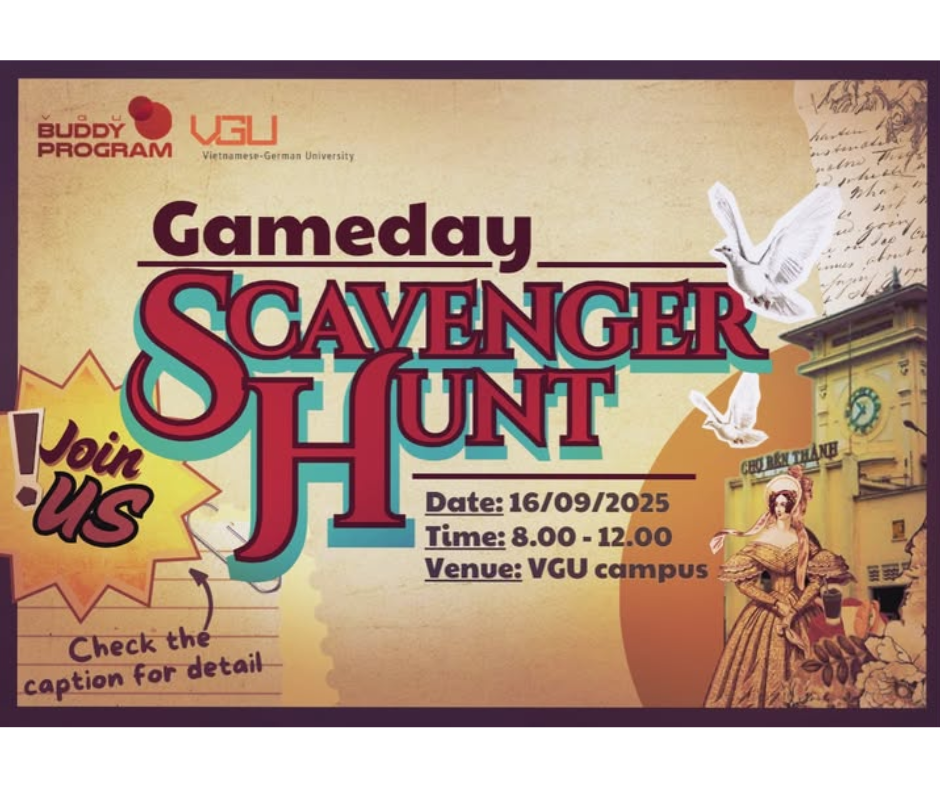 VGU
BUDDY
PROGRAM
VGU
Vietnamese-German University
Gameday
SCAVENGER
HUNT
Join
US
!
Date: 16/09/2025
Time: 8.00 - 12.00
Venue: VGU campus
CHỢ BẾN THÀNH
Check the
caption for detail